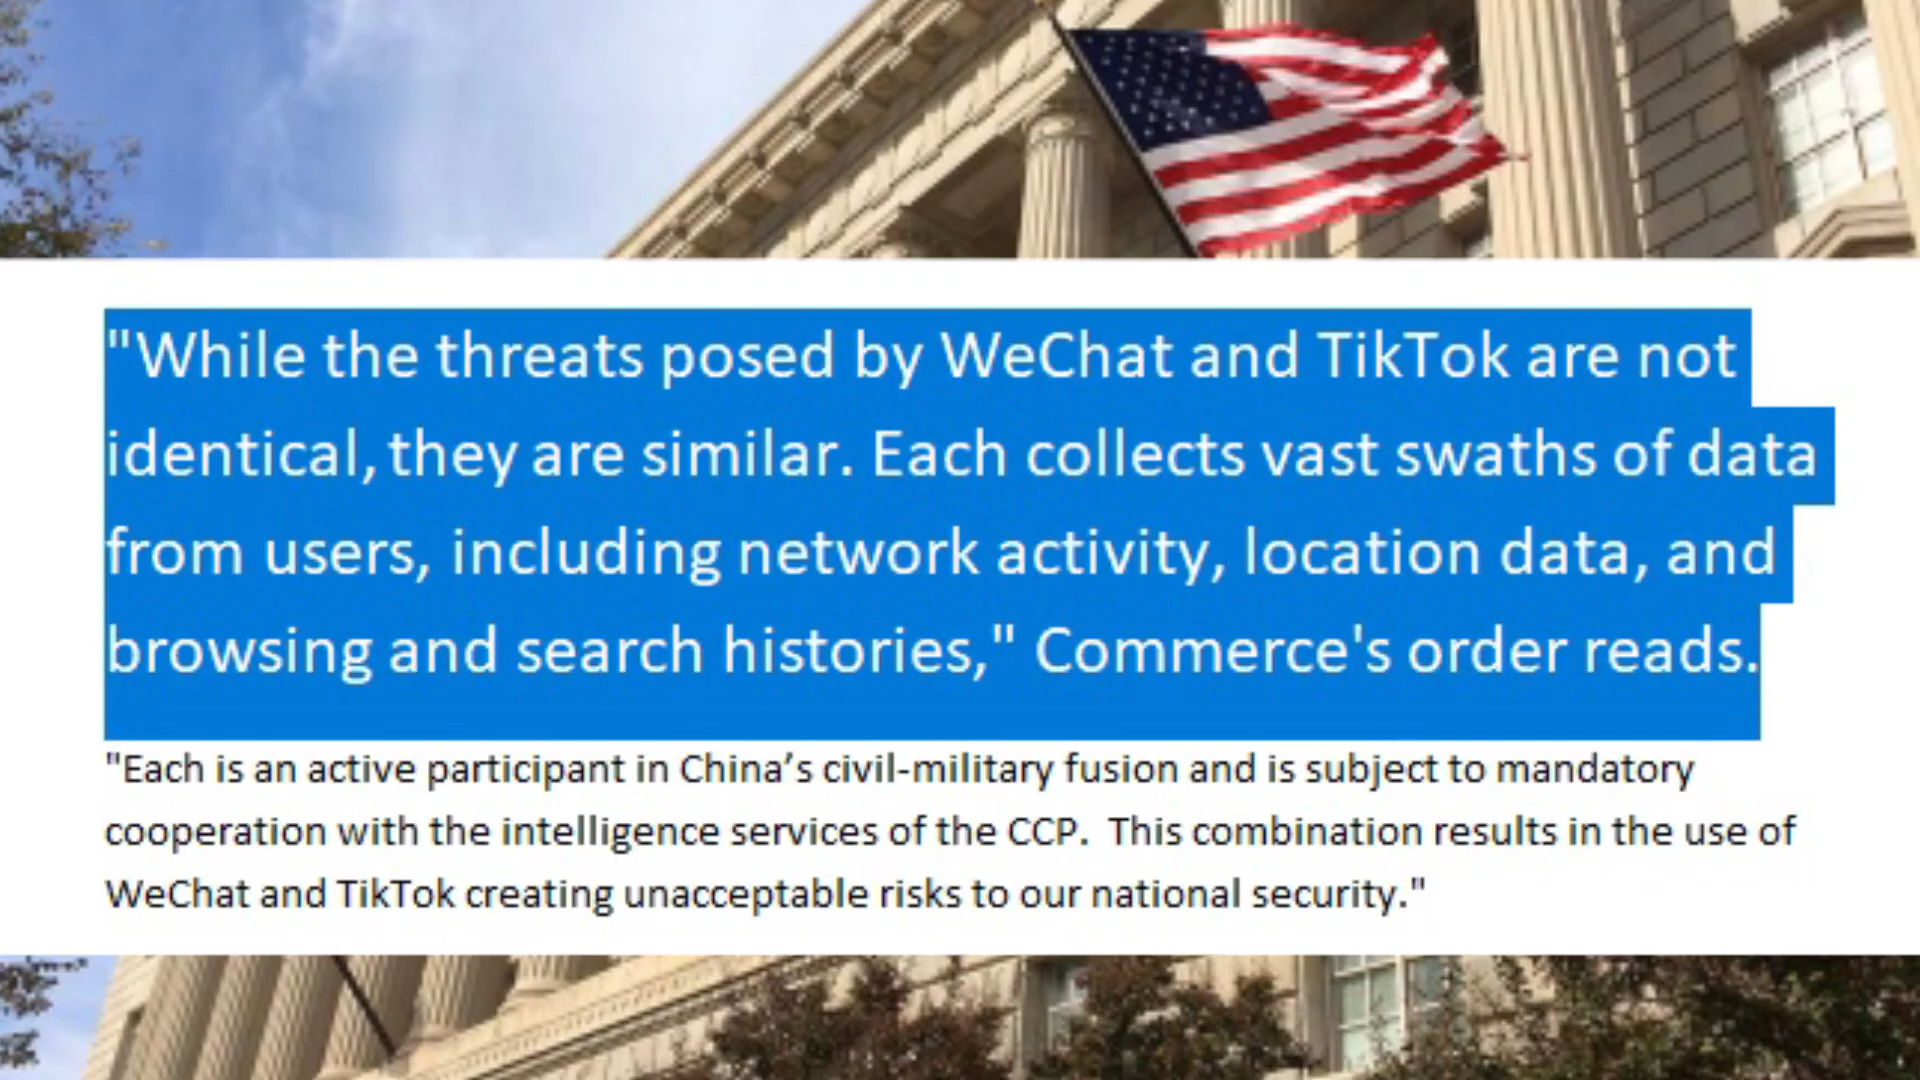 "While the threats posed by WeChat and TikTok are not
identical, they are similar. Each collects vast swaths of data
from users, including network activity, location data, and
browsing and search histories," Commerce's order reads.
"Each is an active participant in China’s civil-military fusion and is subject to mandatory
cooperation with the intelligence services of the CCP.  This combination results in the use of
WeChat and TikTok creating unacceptable risks to our national security."